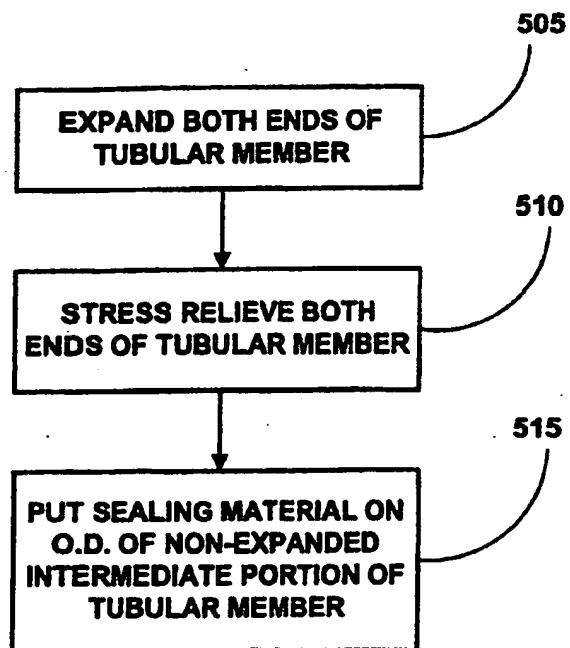 505
EXPAND BOTH ENDS OF
TUBULAR MEMBER
510
STRESS RELIEVE BOTH
ENDS OF TUBULAR MEMBER
515
PUT SEALING MATERIAL ON
O.D. OF NON-EXPANDED
INTERMEDIATE PORTION OF
TUBULAR MEMBER